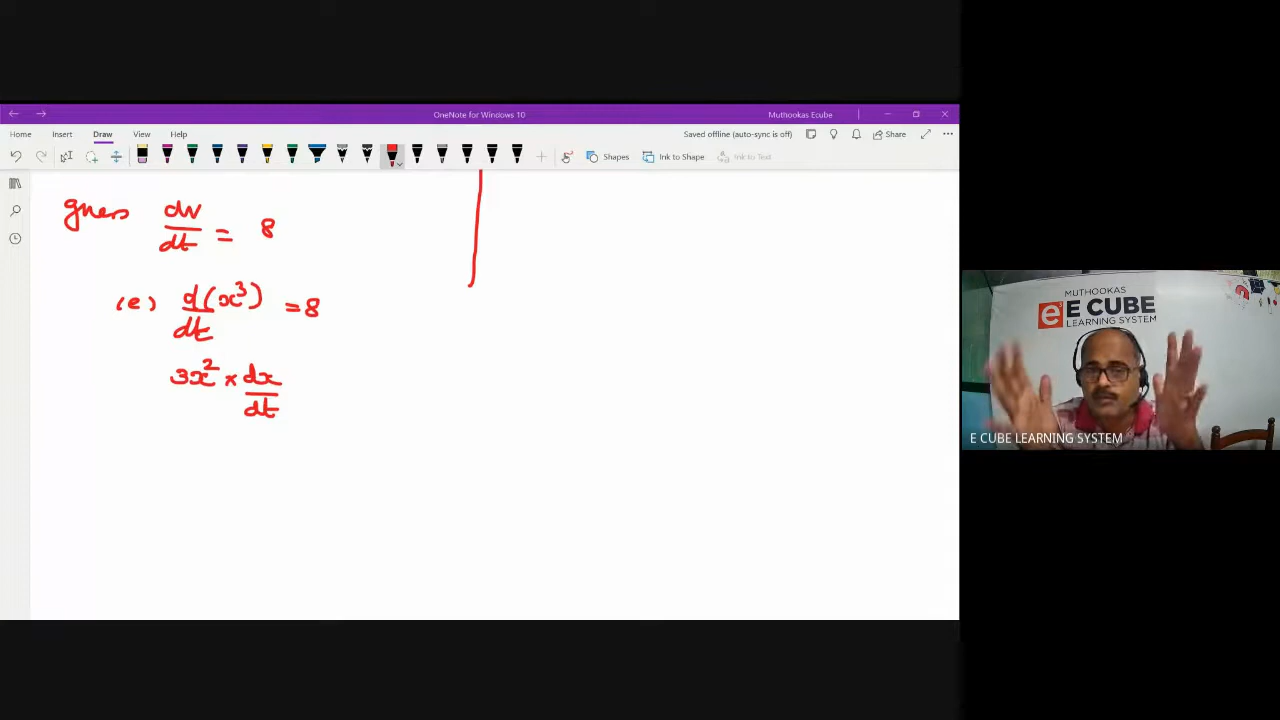 OneNote for Windows 10
Muthookas Ecube
Home Insert Draw View Help
Saved offline (auto-sync is off)
Share
Shapes
Ink to Shape
Ink to Text
dv/dt = 8
(e) d(x³)/dt = 8
3x² × dx/dt
MUTHOOKAS
e³ E CUBE
LEARNING SYSTEM
E CUBE LEARNING SYSTEM